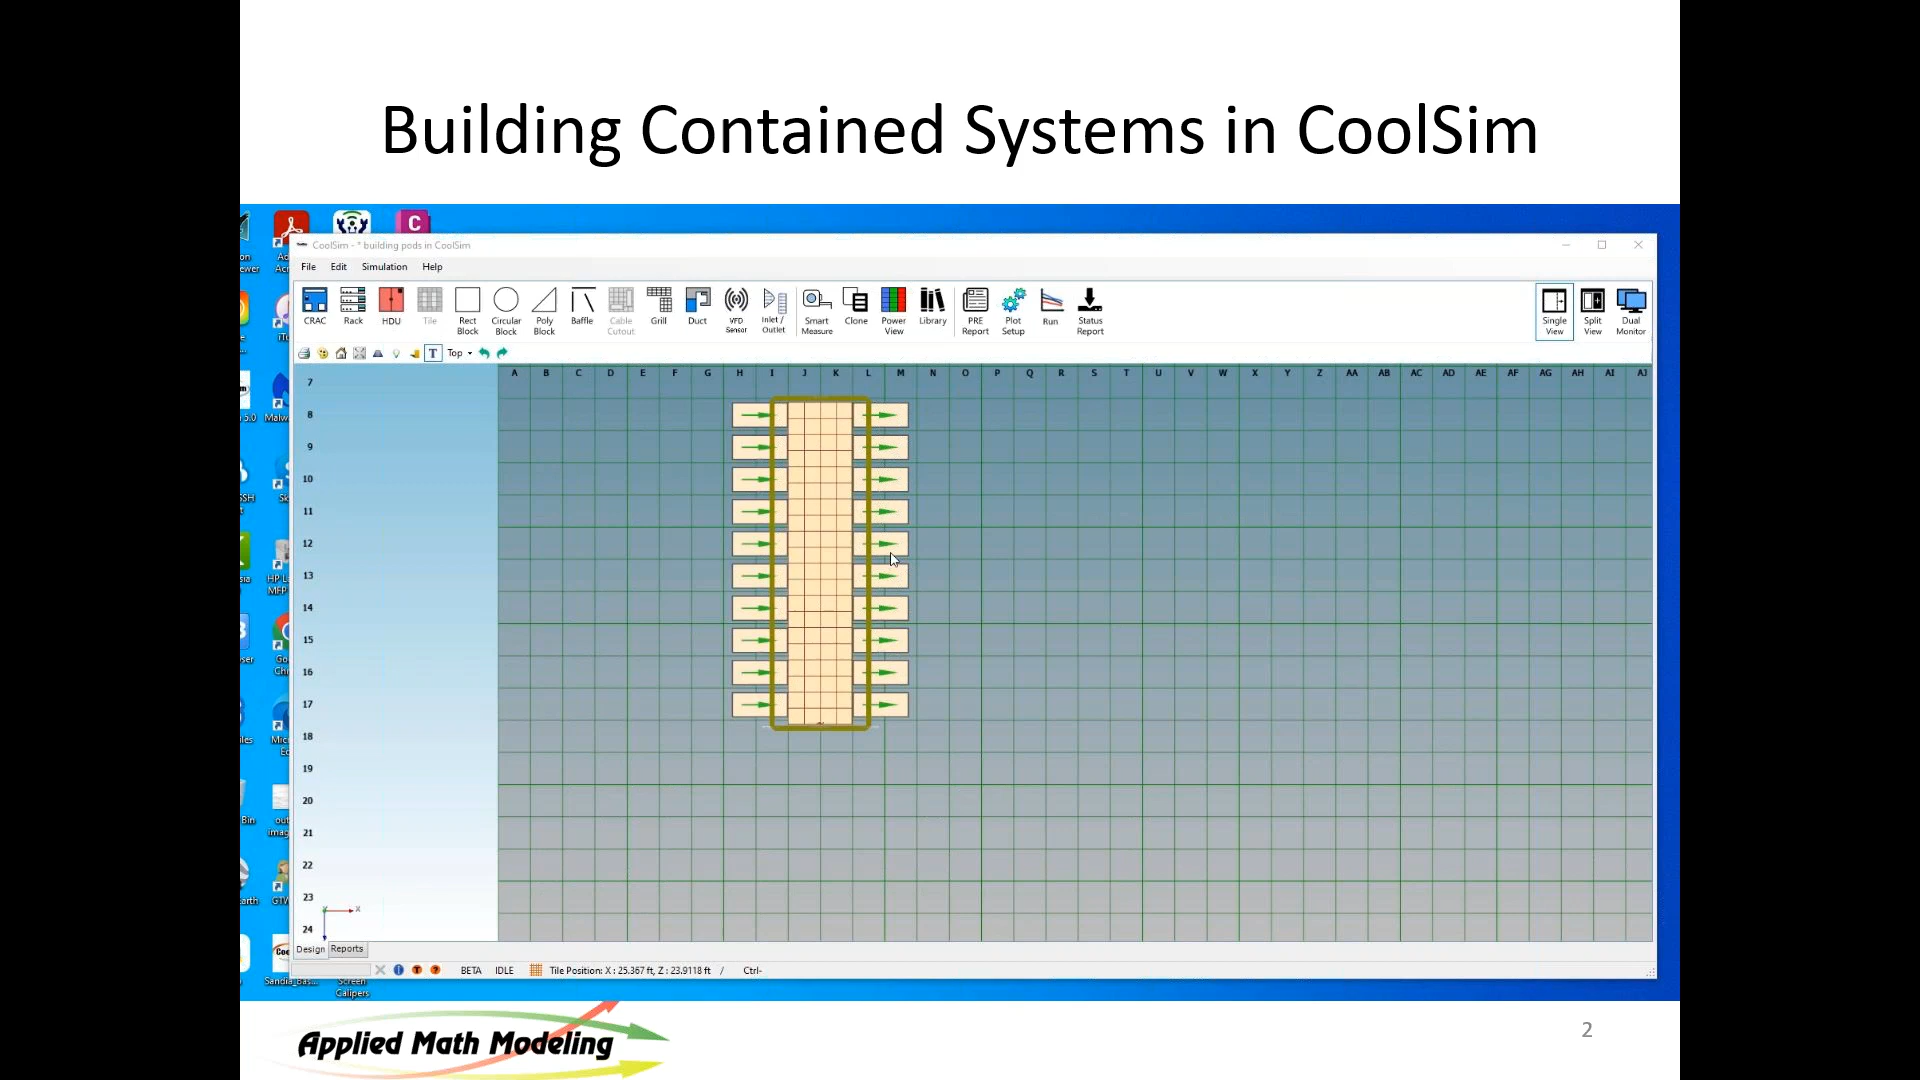 Building Contained Systems in CoolSim
CoolSim - * building pods in CoolSim
File Edit Simulation Help
CRAC Rack HDU Tile Rect Block Circular Block Poly Block Baffle Cable Cutout Grill Duct VFD Sensor Inlet / Outlet Smart Measure Clone Power View Library PRE Report Plot Setup Run Status Report Single View Split View Dual Monitor
T Top
A B C D E F G H I J K L M N O P Q R S T U V W X Y Z AA AB AC AD AE AF AG AH AI AJ
7
8
9
10
11
12
13
14
15
16
17
18
19
20
21
22
23
24
X
Design Reports
BETA IDLE Tile Position: X : 25.367 ft, Z : 23.9118 ft / Ctrl-
Sandia_Bas... Screen Calipers
Applied Math Modeling
2